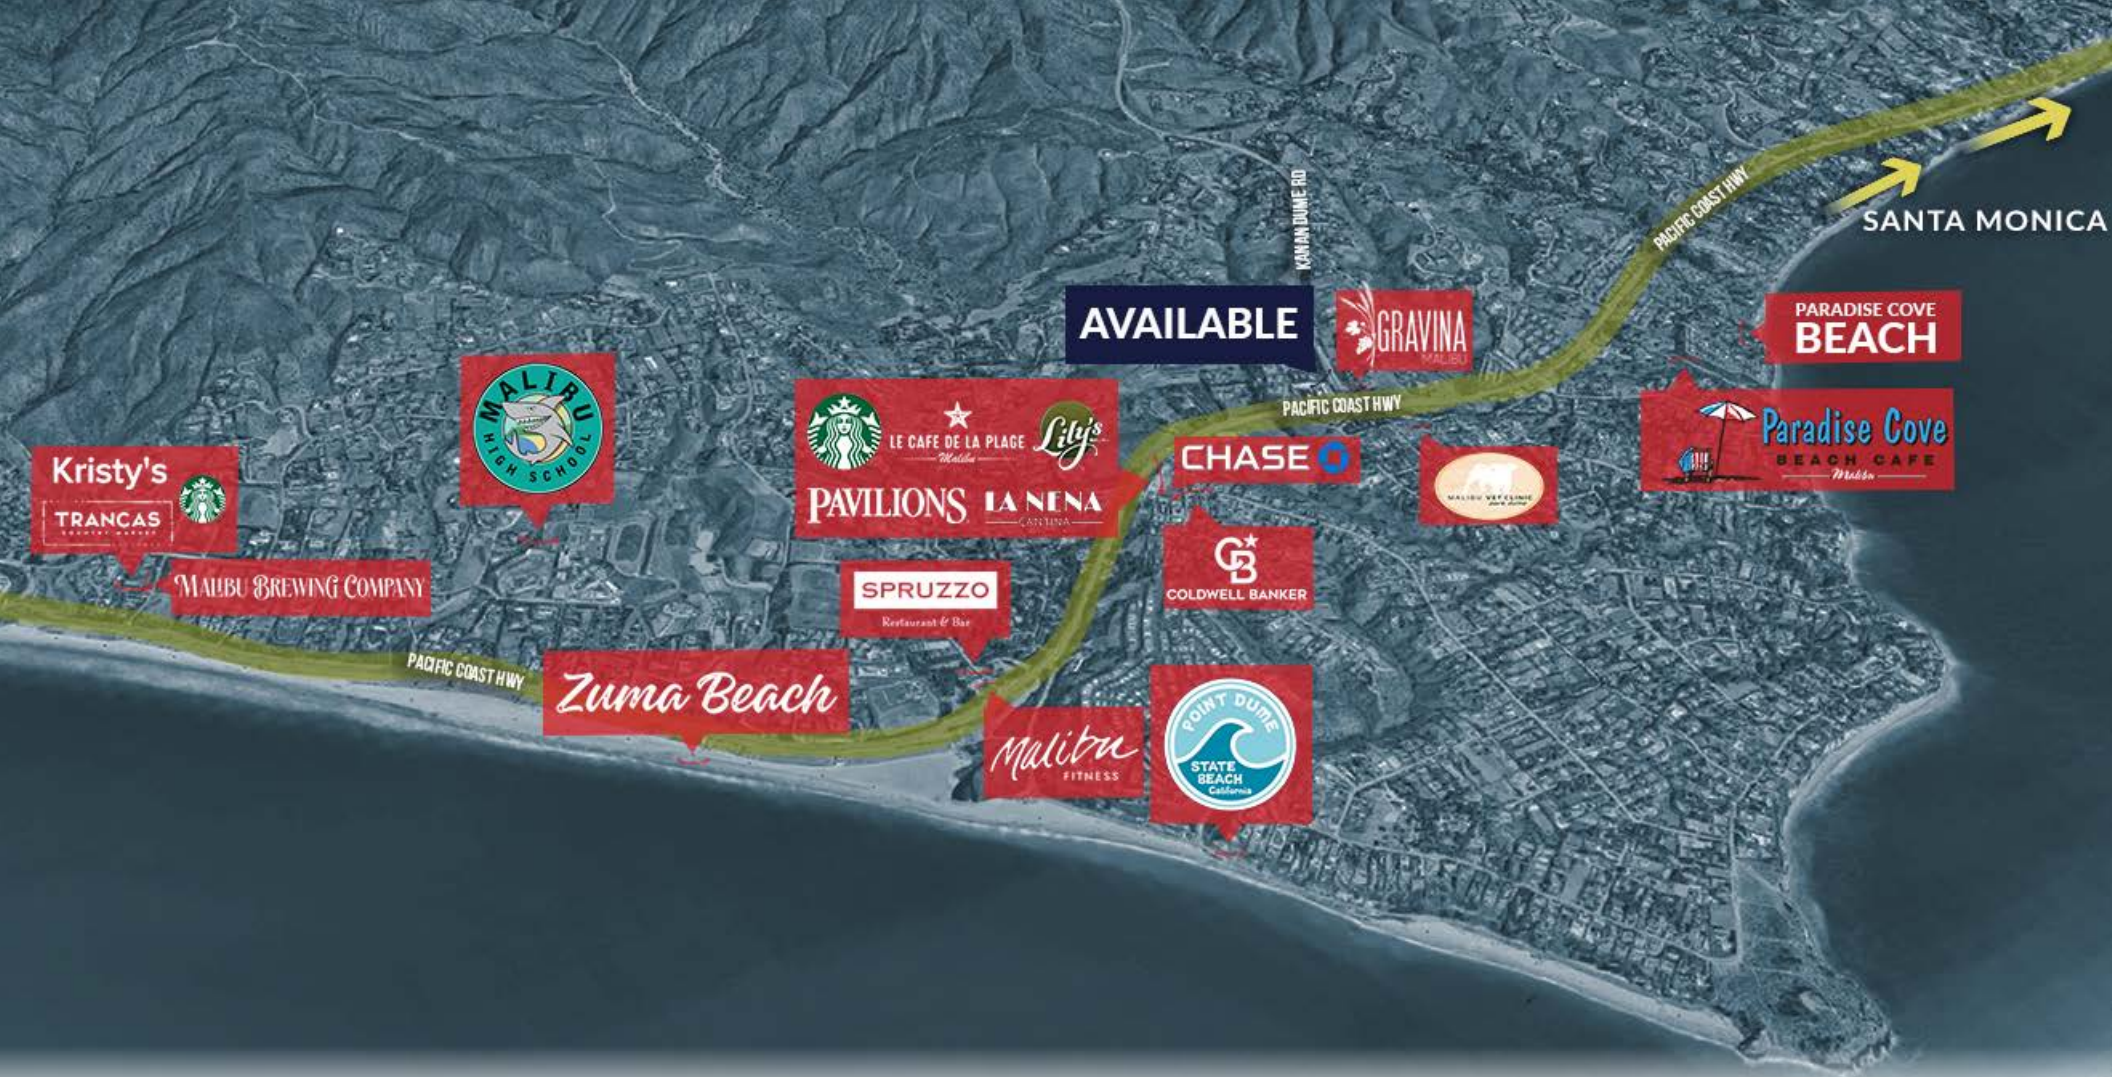 KANAN DUME RD
PACIFIC COAST HWY
SANTA MONICA
AVAILABLE
GRAVINA
MALIBU
PARADISE COVE
BEACH
PACIFIC COAST HWY
Paradise Cove
BEACH CAFE
Malibu
MALIBU
HIGH SCHOOL
LE CAFE DE LA PLAGE
Malibu
Lily's
PAVILIONS
LA NENA
CANTINA
CHASE
MALIBU VET CLINIC
Kristy's
TRANCAS
COUNTRY MARKET
MALIBU BREWING COMPANY
COLDWELL BANKER
SPRUZZO
Restaurant & Bar
PACIFIC COAST HWY
Zuma Beach
Malibu
FITNESS
POINT DUME
STATE
BEACH
California